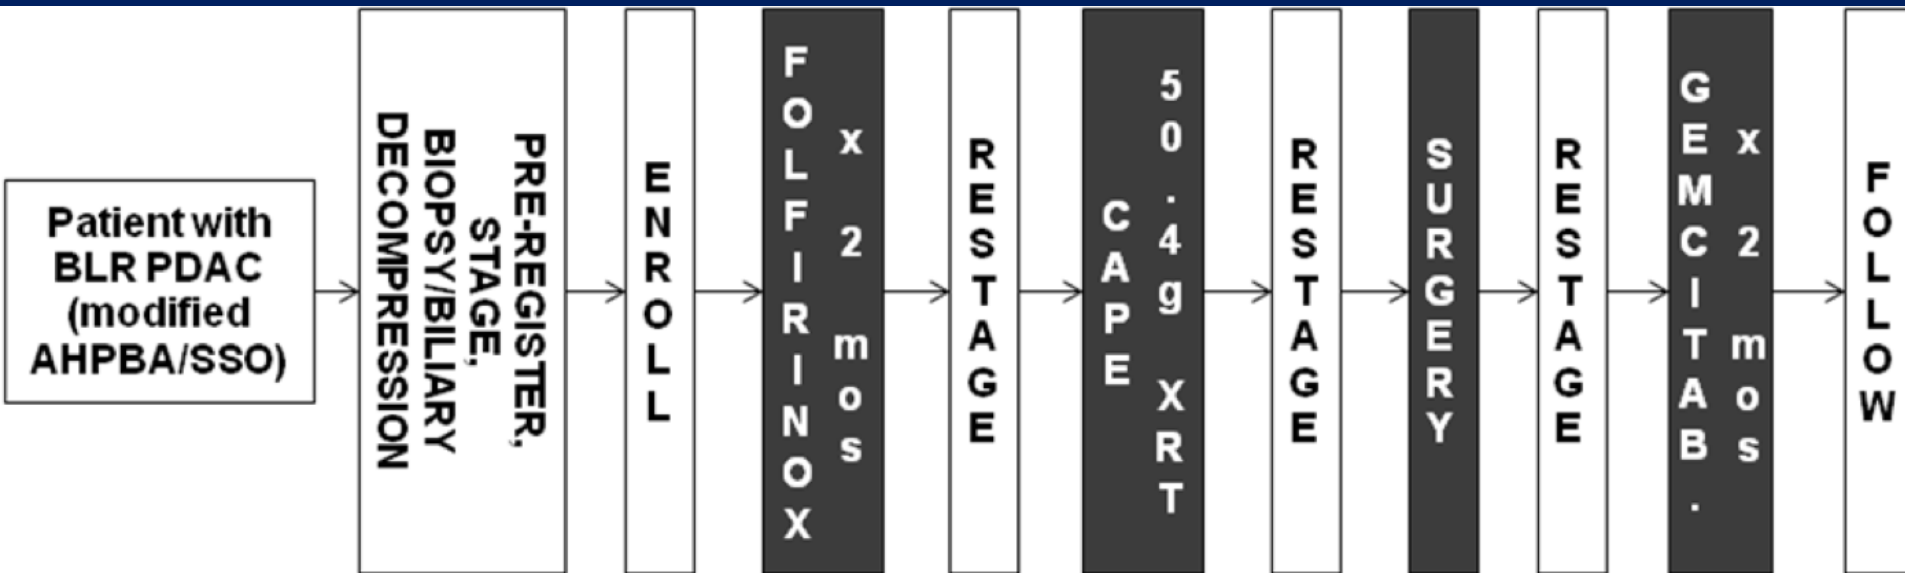 Patient with
BLR PDAC
(modified
AHPBA/SSO)
PRE-REGISTER,
STAGE,
BIOPSY/BILIARY
DECOMPRESSION
ENROLL
FOLFIRINOX
x 2 mos
RESTAGE
CAPE
50.4g XRT
RESTAGE
SURGERY
RESTAGE
GEMCITAB.
x 2 mos
FOLLOW